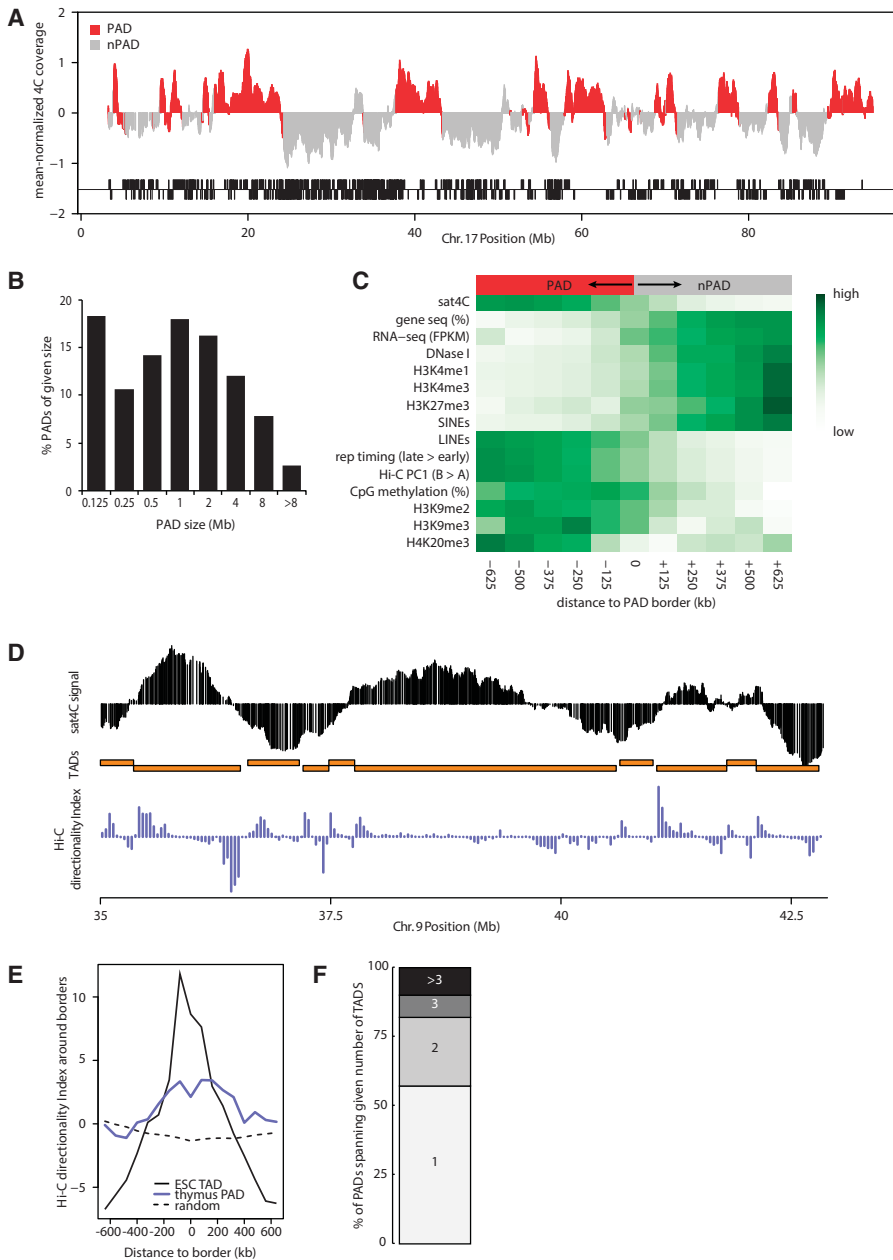 A
PAD
nPAD
mean-normalized 4C coverage
2
1
0
−1
−2
0
20
40
60
80
Chr. 17 Position (Mb)
B
% PADs of given size
20
15
10
5
0
0.125
0.25
0.5
1
2
4
8
>8
PAD size (Mb)
C
PAD
nPAD
sat4C
gene seq (%)
RNA-seq (FPKM)
DNase I
H3K4me1
H3K4me3
H3K27me3
SINEs
LINEs
rep timing (late > early)
Hi-C PC1 (B > A)
CpG methylation (%)
H3K9me2
H3K9me3
H4K20me3
− 625
− 500
− 375
− 250
− 125
0
+125
+250
+375
+500
+625
distance to PAD border (kb)
high
low
D
sat4C signal
TADs
Hi-C
directionality Index
35
37.5
40
42.5
Chr. 9 Position (Mb)
E
Hi-C directionality Index around borders
10
5
0
−5
ESC TAD
thymus PAD
random
-600
-400
-200
0
200
400
600
Distance to border (kb)
F
% of PADs spanning given number of TADS
100
75
50
25
0
>3
3
2
1